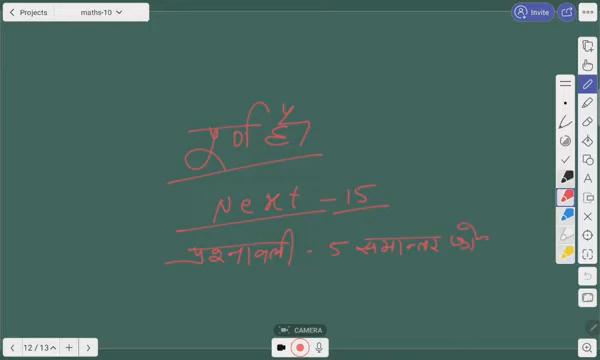 Projects maths-10 Invite
पूर्ण है।
Next - 15
प्रश्नावली - 5 समान्तर
CAMERA
12 / 13